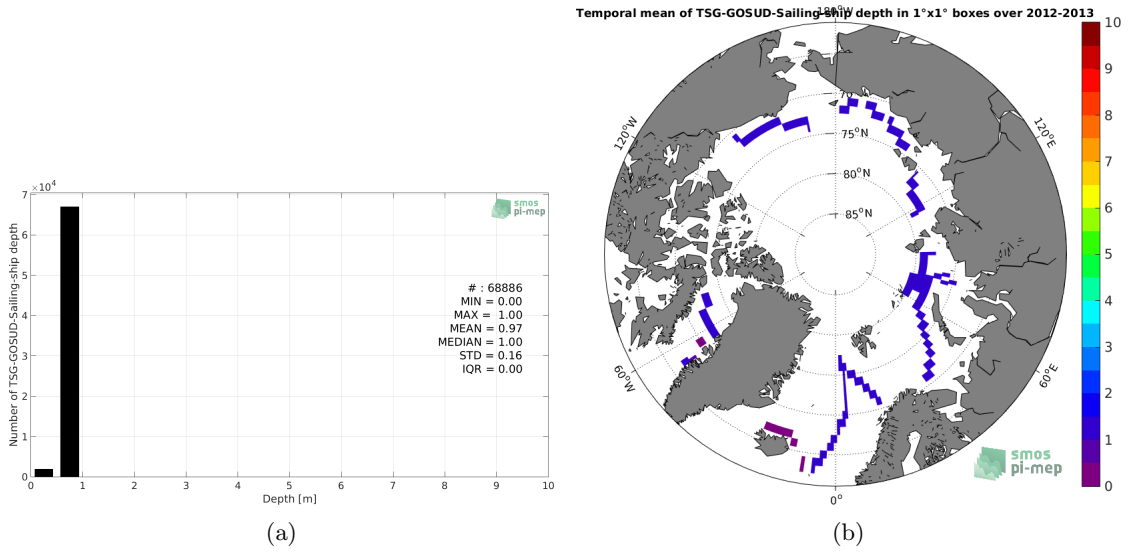 Temporal mean of TSG-GOSUD-Sailing-ship depth in 1°x1° boxes over 2012-2013
7
×10⁴
6
5
4
3
2
1
0
Number of TSG-GOSUD-Sailing-ship depth
smos
pi-mep
# : 68886
MIN = 0.00
MAX = 1.00
MEAN = 0.97
MEDIAN = 1.00
STD = 0.16
IQR = 0.00
0 1 2 3 4 5 6 7 8 9 10
Depth [m]
(a)
180°W
120°W
120°E
70
75°N
80°N
85°N
60°W
60°E
0°
smos
pi-mep
10
9
8
7
6
5
4
3
2
1
0
(b)